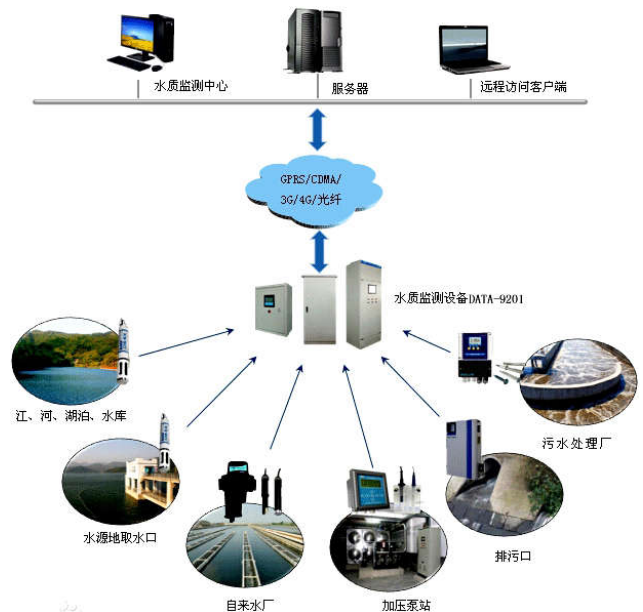 水质监测中心
服务器
远程访问客户端
GPRS/CDMA/
3G/4G/光纤
水质监测设备DATA-9201
江、河、湖泊、水库
污水处理厂
水源地取水口
排污口
自来水厂
加压泵站